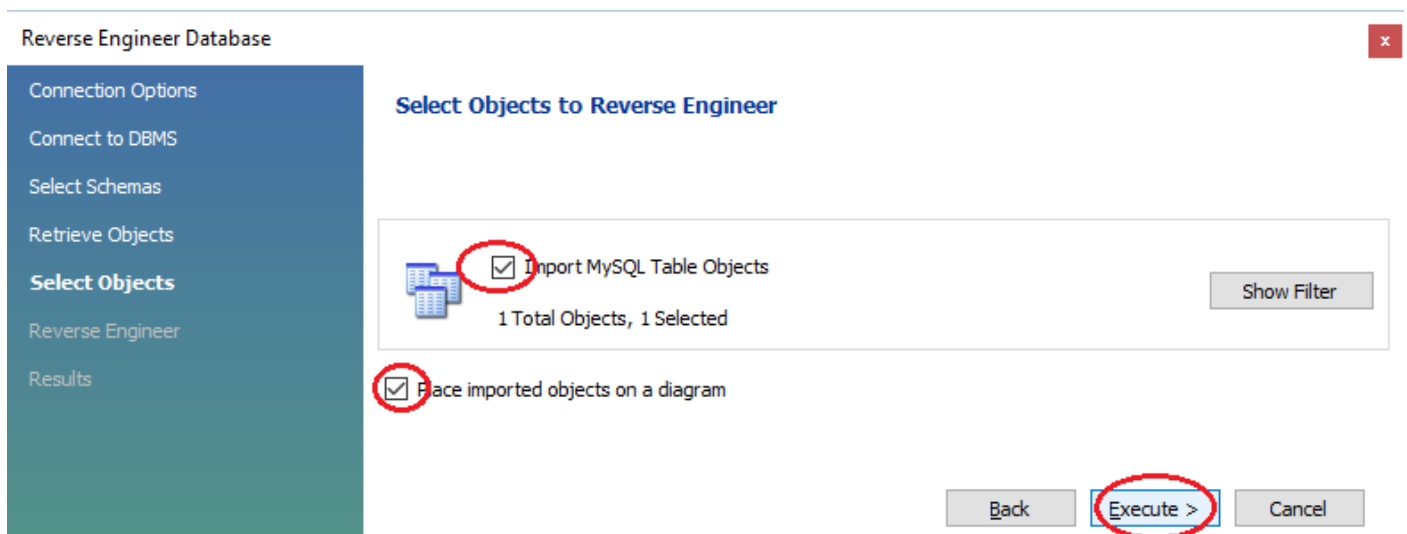 Reverse Engineer Database
x
Connection Options
Connect to DBMS
Select Schemas
Retrieve Objects
Select Objects
Reverse Engineer
Results
Select Objects to Reverse Engineer
Import MySQL Table Objects
1 Total Objects, 1 Selected
Show Filter
Place imported objects on a diagram
Back
Execute >
Cancel